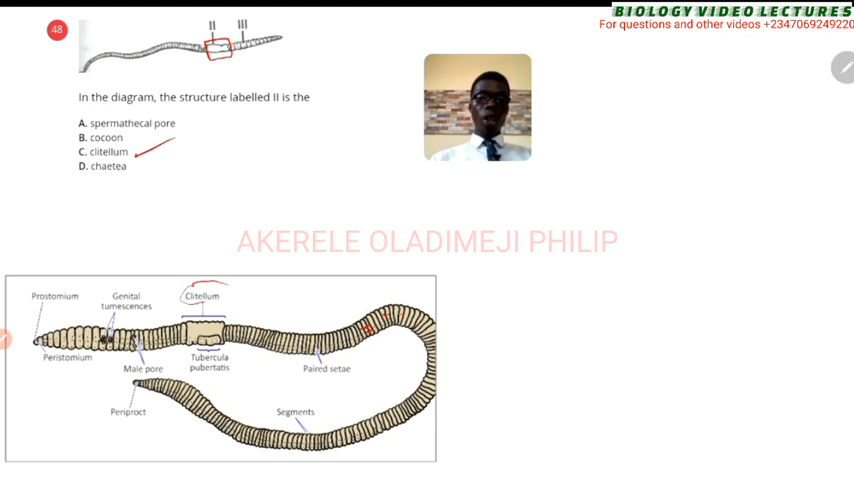 BIOLOGY VIDEO LECTURES
For questions and other videos +2347069249220
48
II
III
In the diagram, the structure labelled II is the
A. spermathecal pore
B. cocoon
C. clitellum
D. chaetea
AKERELE OLADIMEJI PHILIP
Prostomium
Genital tumescences
Clitellum
Peristomium
Male pore
Tubercula pubertatis
Paired setae
Periproct
Segments